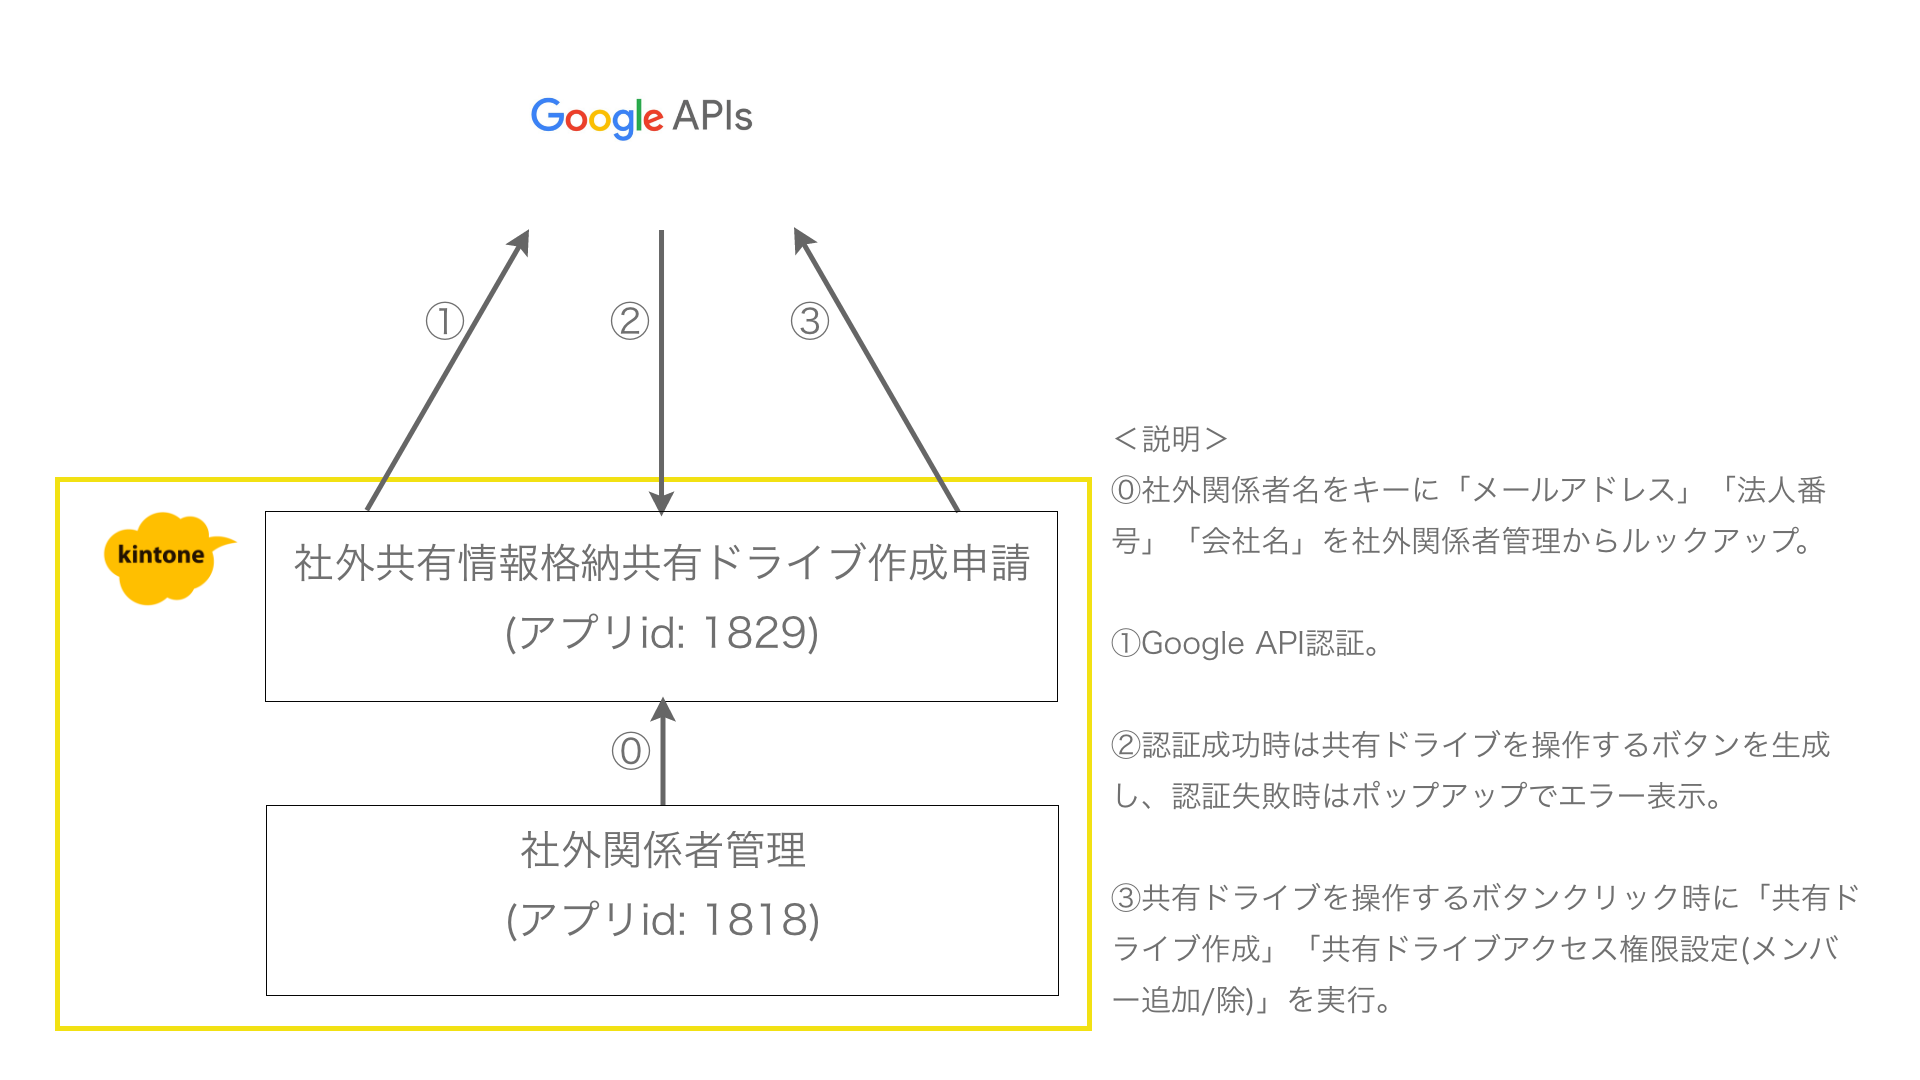 Google APIs
① ② ③
kintone
社外共有情報格納共有ドライブ作成申請
(アプリid: 1829)
⓪
社外関係者管理
(アプリid: 1818)
＜説明＞
⓪社外関係者名をキーに「メールアドレス」「法人番
号」「会社名」を社外関係者管理からルックアップ。
①Google API認証。
②認証成功時は共有ドライブを操作するボタンを生成
し、認証失敗時はポップアップでエラー表示。
③共有ドライブを操作するボタンクリック時に「共有ド
ライブ作成」「共有ドライブアクセス権限設定(メンバ
ー追加/除)」を実行。